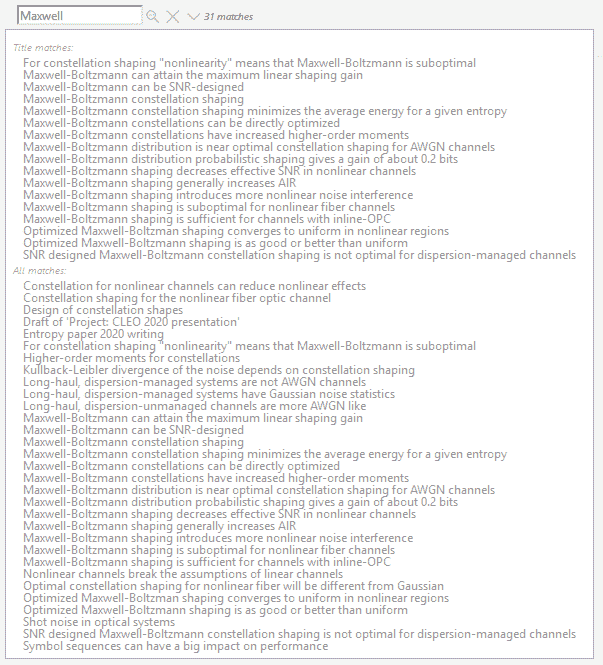 Maxwell 31 matches
Title matches:
For constellation shaping "nonlinearity" means that Maxwell-Boltzmann is suboptimal
Maxwell-Boltzmann can attain the maximum linear shaping gain
Maxwell-Boltzmann can be SNR-designed
Maxwell-Boltzmann constellation shaping
Maxwell-Boltzmann constellation shaping minimizes the average energy for a given entropy
Maxwell-Boltzmann constellations can be directly optimized
Maxwell-Boltzmann constellations have increased higher-order moments
Maxwell-Boltzmann distribution is near optimal constellation shaping for AWGN channels
Maxwell-Boltzmann distribution probabilistic shaping gives a gain of about 0.2 bits
Maxwell-Boltzmann shaping decreases effective SNR in nonlinear channels
Maxwell-Boltzmann shaping generally increases AIR
Maxwell-Boltzmann shaping introduces more nonlinear noise interference
Maxwell-Boltzmann shaping is suboptimal for nonlinear fiber channels
Maxwell-Boltzmann shaping is sufficient for channels with inline-OPC
Optimized Maxwell-Boltzman shaping converges to uniform in nonlinear regions
Optimized Maxwell-Boltzmann shaping is as good or better than uniform
SNR designed Maxwell-Boltzmann constellation shaping is not optimal for dispersion-managed channels
All matches:
Constellation for nonlinear channels can reduce nonlinear effects
Constellation shaping for the nonlinear fiber optic channel
Design of constellation shapes
Draft of 'Project: CLEO 2020 presentation'
Entropy paper 2020 writing
For constellation shaping "nonlinearity" means that Maxwell-Boltzmann is suboptimal
Higher-order moments for constellations
Kullback-Leibler divergence of the noise depends on constellation shaping
Long-haul, dispersion-managed systems are not AWGN channels
Long-haul, dispersion-managed systems have Gaussian noise statistics
Long-haul, dispersion-unmanaged channels are more AWGN like
Maxwell-Boltzmann can attain the maximum linear shaping gain
Maxwell-Boltzmann can be SNR-designed
Maxwell-Boltzmann constellation shaping
Maxwell-Boltzmann constellation shaping minimizes the average energy for a given entropy
Maxwell-Boltzmann constellations can be directly optimized
Maxwell-Boltzmann constellations have increased higher-order moments
Maxwell-Boltzmann distribution is near optimal constellation shaping for AWGN channels
Maxwell-Boltzmann distribution probabilistic shaping gives a gain of about 0.2 bits
Maxwell-Boltzmann shaping decreases effective SNR in nonlinear channels
Maxwell-Boltzmann shaping generally increases AIR
Maxwell-Boltzmann shaping introduces more nonlinear noise interference
Maxwell-Boltzmann shaping is suboptimal for nonlinear fiber channels
Maxwell-Boltzmann shaping is sufficient for channels with inline-OPC
Nonlinear channels break the assumptions of linear channels
Optimal constellation shaping for nonlinear fiber will be different from Gaussian
Optimized Maxwell-Boltzman shaping converges to uniform in nonlinear regions
Optimized Maxwell-Boltzmann shaping is as good or better than uniform
Shot noise in optical systems
SNR designed Maxwell-Boltzmann constellation shaping is not optimal for dispersion-managed channels
Symbol sequences can have a big impact on performance